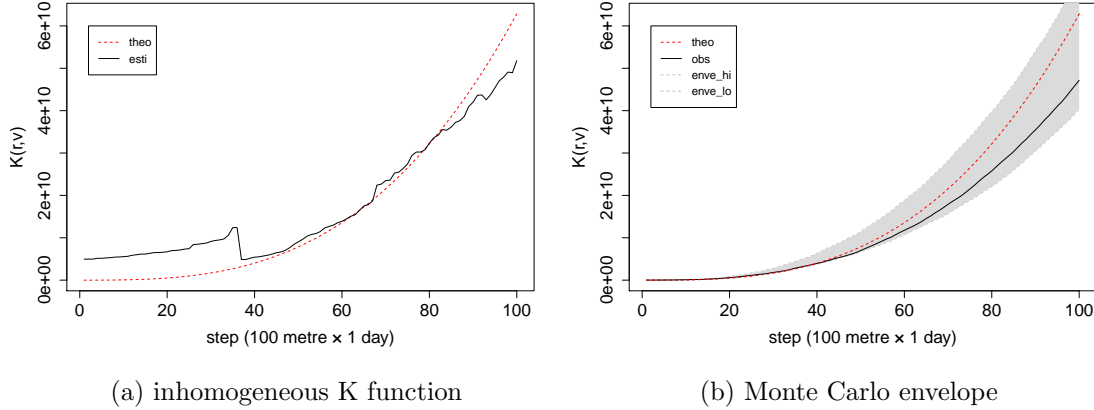 theo
esti
K(r,v)
0e+00
2e+10
4e+10
6e+10
0
20
40
60
80
100
step (100 metre × 1 day)
(a) inhomogeneous K function
theo
obs
enve_hi
enve_lo
K(r,v)
0e+00
2e+10
4e+10
6e+10
0
20
40
60
80
100
step (100 metre × 1 day)
(b) Monte Carlo envelope